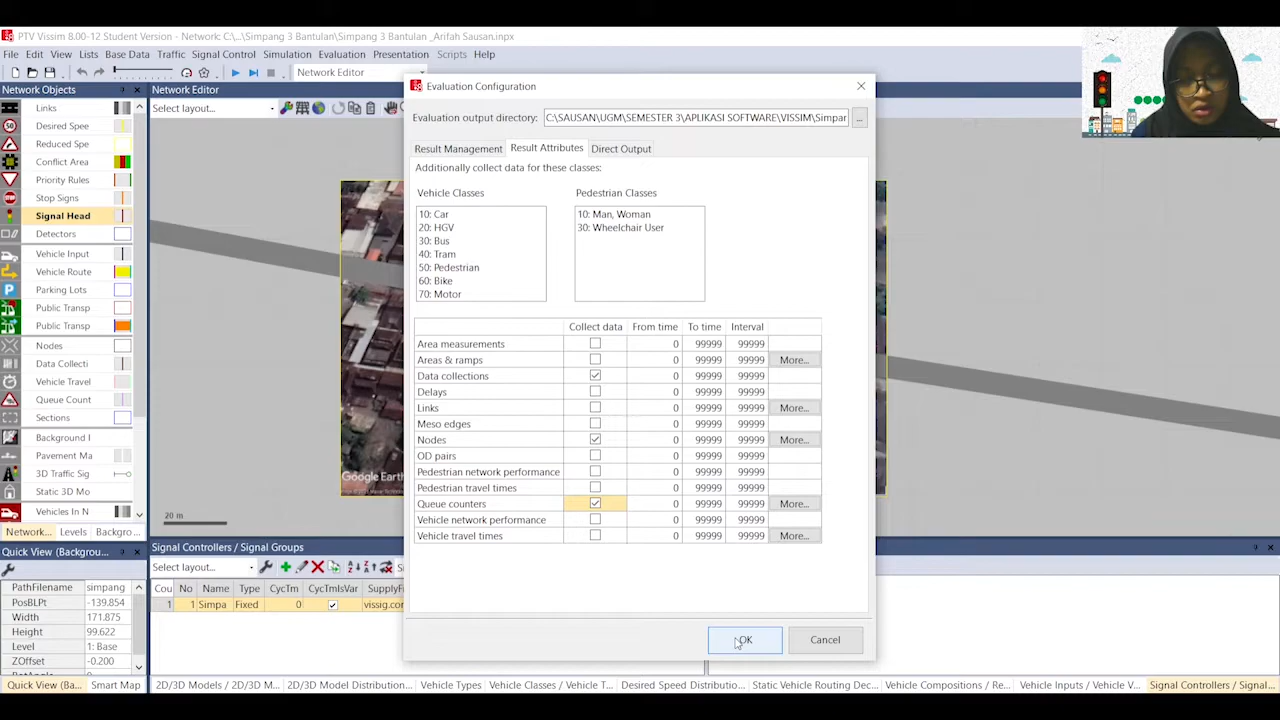 PTV Vissim 8.00-12 Student Version - Network: C:\...\Simpang 3 Bantulan\Simpang 3 Bantulan _Arifah Sausan.inpx
File Edit View Lists Base Data Traffic Signal Control Simulation Evaluation Presentation Scripts Help
Network Editor
Network Objects
Network Editor
Select layout...
Links
Desired Spee
Reduced Spe
Conflict Area
Priority Rules
Stop Signs
Signal Head
Detectors
Vehicle Input
Vehicle Route
Parking Lots
Public Transp
Public Transp
Nodes
Data Collecti
Vehicle Travel
Queue Count
Sections
Background I
Pavement Ma
3D Traffic Sig
Static 3D Mo
Vehicles In N
Network... Levels Backgro...
Google Earth
20 m
Evaluation Configuration
Evaluation output directory: C:\SAUSAN\UGM\SEMESTER 3\APLIKASI SOFTWARE\VISSIM\Simpar ...
Result Management Result Attributes Direct Output
Additionally collect data for these classes:
Vehicle Classes Pedestrian Classes
10: Car 10: Man, Woman
20: HGV 30: Wheelchair User
30: Bus
40: Tram
50: Pedestrian
60: Bike
70: Motor
Collect data From time To time Interval
Area measurements 0 99999 99999
Areas & ramps 0 99999 99999 More...
Data collections 0 99999 99999
Delays 0 99999 99999
Links 0 99999 99999 More...
Meso edges 0 99999 99999
Nodes 0 99999 99999 More...
OD pairs 0 99999 99999
Pedestrian network performance 0 99999 99999
Pedestrian travel times 0 99999 99999
Queue counters 0 99999 99999 More...
Vehicle network performance 0 99999 99999
Vehicle travel times 0 99999 99999 More...
OK Cancel
Quick View (Backgrou...
PathFilename simpang
PosBLPt -139.854
Width 171.875
Height 99.622
Level 1: Base
ZOffset -0.200
Quick View (Ba... Smart Map
Signal Controllers / Signal Groups
Select layout...
Cou No Name Type CycTm CycTmIsVar SupplyFi
1 1 Simpa Fixed 0 vissig.con
2D/3D Models / 2D/3D M... 2D/3D Model Distribution... Vehicle Types Vehicle Classes / Vehicle T... Desired Speed Distributio... Static Vehicle Routing Dec... Vehicle Compositions / Re... Vehicle Inputs / Vehicle V... Signal Controllers / Signal...